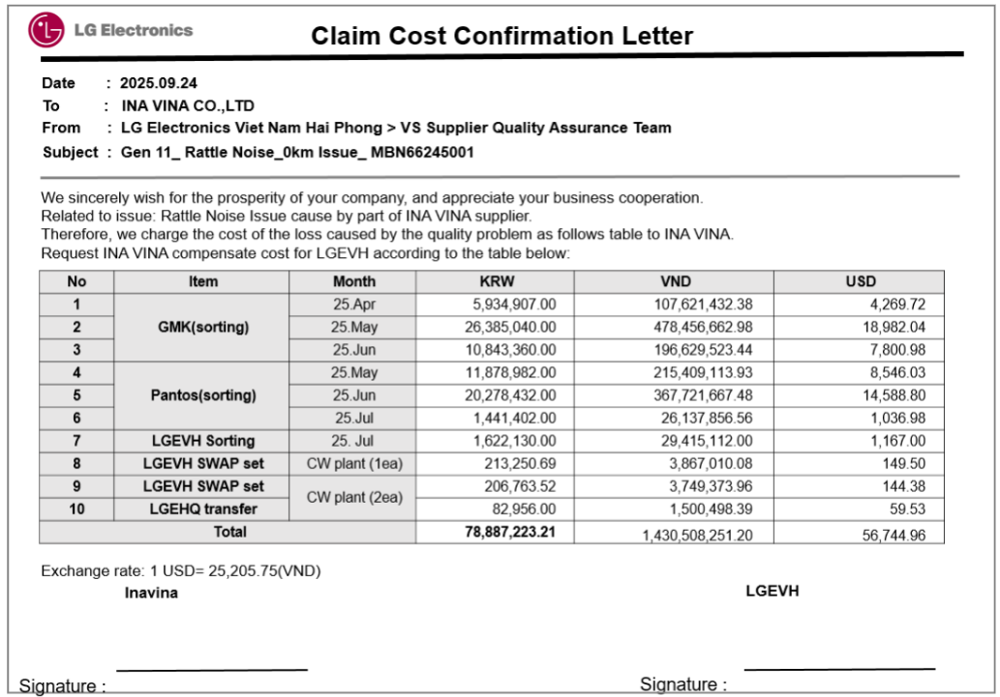 LG LG Electronics
Claim Cost Confirmation Letter
Date : 2025.09.24
To : INA VINA CO.,LTD
From : LG Electronics Viet Nam Hai Phong > VS Supplier Quality Assurance Team
Subject : Gen 11_ Rattle Noise_0km Issue_ MBN66245001
We sincerely wish for the prosperity of your company, and appreciate your business cooperation.
Related to issue: Rattle Noise Issue cause by part of INA VINA supplier.
Therefore, we charge the cost of the loss caused by the quality problem as follows table to INA VINA.
Request INA VINA compensate cost for LGEVH according to the table below:
No Item Month KRW VND USD
1 GMK(sorting) 25.Apr 5,934,907.00 107,621,432.38 4,269.72
2 25.May 26,385,040.00 478,456,662.98 18,982.04
3 25.Jun 10,843,360.00 196,629,523.44 7,800.98
4 Pantos(sorting) 25.May 11,878,982.00 215,409,113.93 8,546.03
5 25.Jun 20,278,432.00 367,721,667.48 14,588.80
6 25.Jul 1,441,402.00 26,137,856.56 1,036.98
7 LGEVH Sorting 25. Jul 1,622,130.00 29,415,112.00 1,167.00
8 LGEVH SWAP set CW plant (1ea) 213,250.69 3,867,010.08 149.50
9 LGEVH SWAP set CW plant (2ea) 206,763.52 3,749,373.96 144.38
10 LGEHQ transfer 82,956.00 1,500,498.39 59.53
Total 78,887,223.21 1,430,508,251.20 56,744.96
Exchange rate: 1 USD= 25,205.75(VND)
Inavina LGEVH
Signature : Signature :